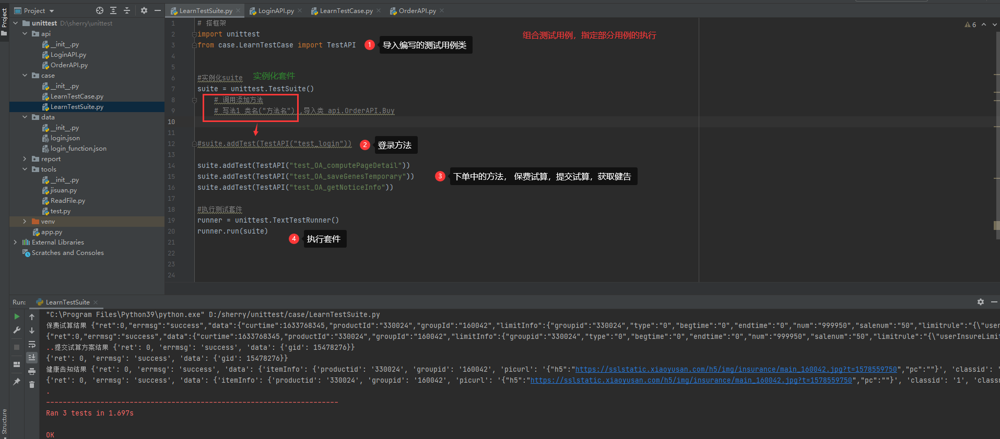 Project
LearnTestSuite.py
LoginAPI.py
LearnTestCase.py
OrderAPI.py
Project
unittest D:\sherry\unittest
api
__init__.py
LoginAPI.py
OrderAPI.py
case
__init__.py
LearnTestCase.py
LearnTestSuite.py
data
__init__.py
login.json
login_function.json
report
tools
__init__.py
jisuan.py
ReadFile.py
test.py
venv
app.py
External Libraries
Scratches and Consoles
6
1 # 搭框架
2 import unittest
组合测试用例，指定部分用例的执行
3 from case.LearnTestCase import TestAPI
1 导入编写的测试用例类
4
5
6 #实例化suite 实例化套件
7 suite = unittest.TestSuite()
8 # 调用添加方法
9 # 写法1 类名("方法名") ,导入类 api.OrderAPI.Buy
10
11
12 #suite.addTest(TestAPI("test_login"))
2 登录方法
13
14 suite.addTest(TestAPI("test_OA_computePageDetail"))
15 suite.addTest(TestAPI("test_OA_saveGenesTemporary"))
3 下单中的方法， 保费试算，提交试算，获取健告
16 suite.addTest(TestAPI("test_OA_getNoticeInfo"))
17
18 #执行测试套件
19 runner = unittest.TextTestRunner()
20 runner.run(suite)
4 执行套件
21
22
23
24
Run: LearnTestSuite
"C:\Program Files\Python39\python.exe" D:/sherry/unittest/case/LearnTestSuite.py
保费试算结果 {"ret":0,"errmsg":"success","data":{"curtime":1633768345,"productId":"330024","groupId":"160042","limitInfo":{"groupid":"330024","type":"0","begtime":"0","endtime":"0","num":"999950","salenum":"50","limitrule":"{\"user
{"ret":0,"errmsg":"success","data":{"curtime":1633768345,"productId":"330024","groupId":"160042","limitInfo":{"groupid":"330024","type":"0","begtime":"0","endtime":"0","num":"999950","salenum":"50","limitrule":"{\"userInsureLimit
..提交试算方案结果 {'ret': 0, 'errmsg': 'success', 'data': {'gid': 15478276}}
{'ret': 0, 'errmsg': 'success', 'data': {'gid': 15478276}}
健康告知结果 {'ret': 0, 'errmsg': 'success', 'data': {'itemInfo': {'productid': '330024', 'groupid': '160042', 'picurl': '{"h5":"https://sslstatic.xiaoyusan.com/h5/img/insurance/main_160042.jpg?t=1578559750","pc":""}', 'classid': '
{'ret': 0, 'errmsg': 'success', 'data': {'itemInfo': {'productid': '330024', 'groupid': '160042', 'picurl': '{"h5":"https://sslstatic.xiaoyusan.com/h5/img/insurance/main_160042.jpg?t=1578559750","pc":""}', 'classid': '1', 'classn
.
----------------------------------------------------------------------
Ran 3 tests in 1.697s
OK
Structure